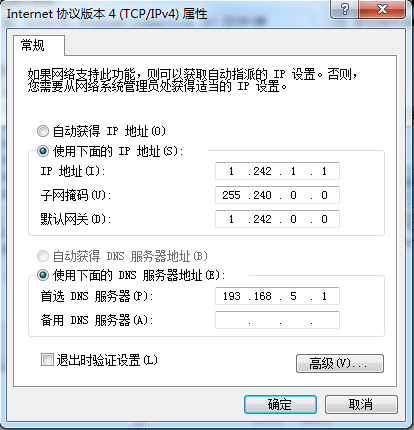 Internet 协议版本 4 (TCP/IPv4) 属性
常规
如果网络支持此功能，则可以获取自动指派的 IP 设置。否则，
您需要从网络系统管理员处获得适当的 IP 设置。
自动获得 IP 地址(O)
使用下面的 IP 地址(S):
IP 地址(I): 1 .242 . 1 . 1
子网掩码(U): 255 .240 . 0 . 0
默认网关(D): 1 .242 . 0 . 0
自动获得 DNS 服务器地址(B)
使用下面的 DNS 服务器地址(E):
首选 DNS 服务器(P): 193 .168 . 5 . 1
备用 DNS 服务器(A): . . .
退出时验证设置(L)
高级(V)...
确定 取消